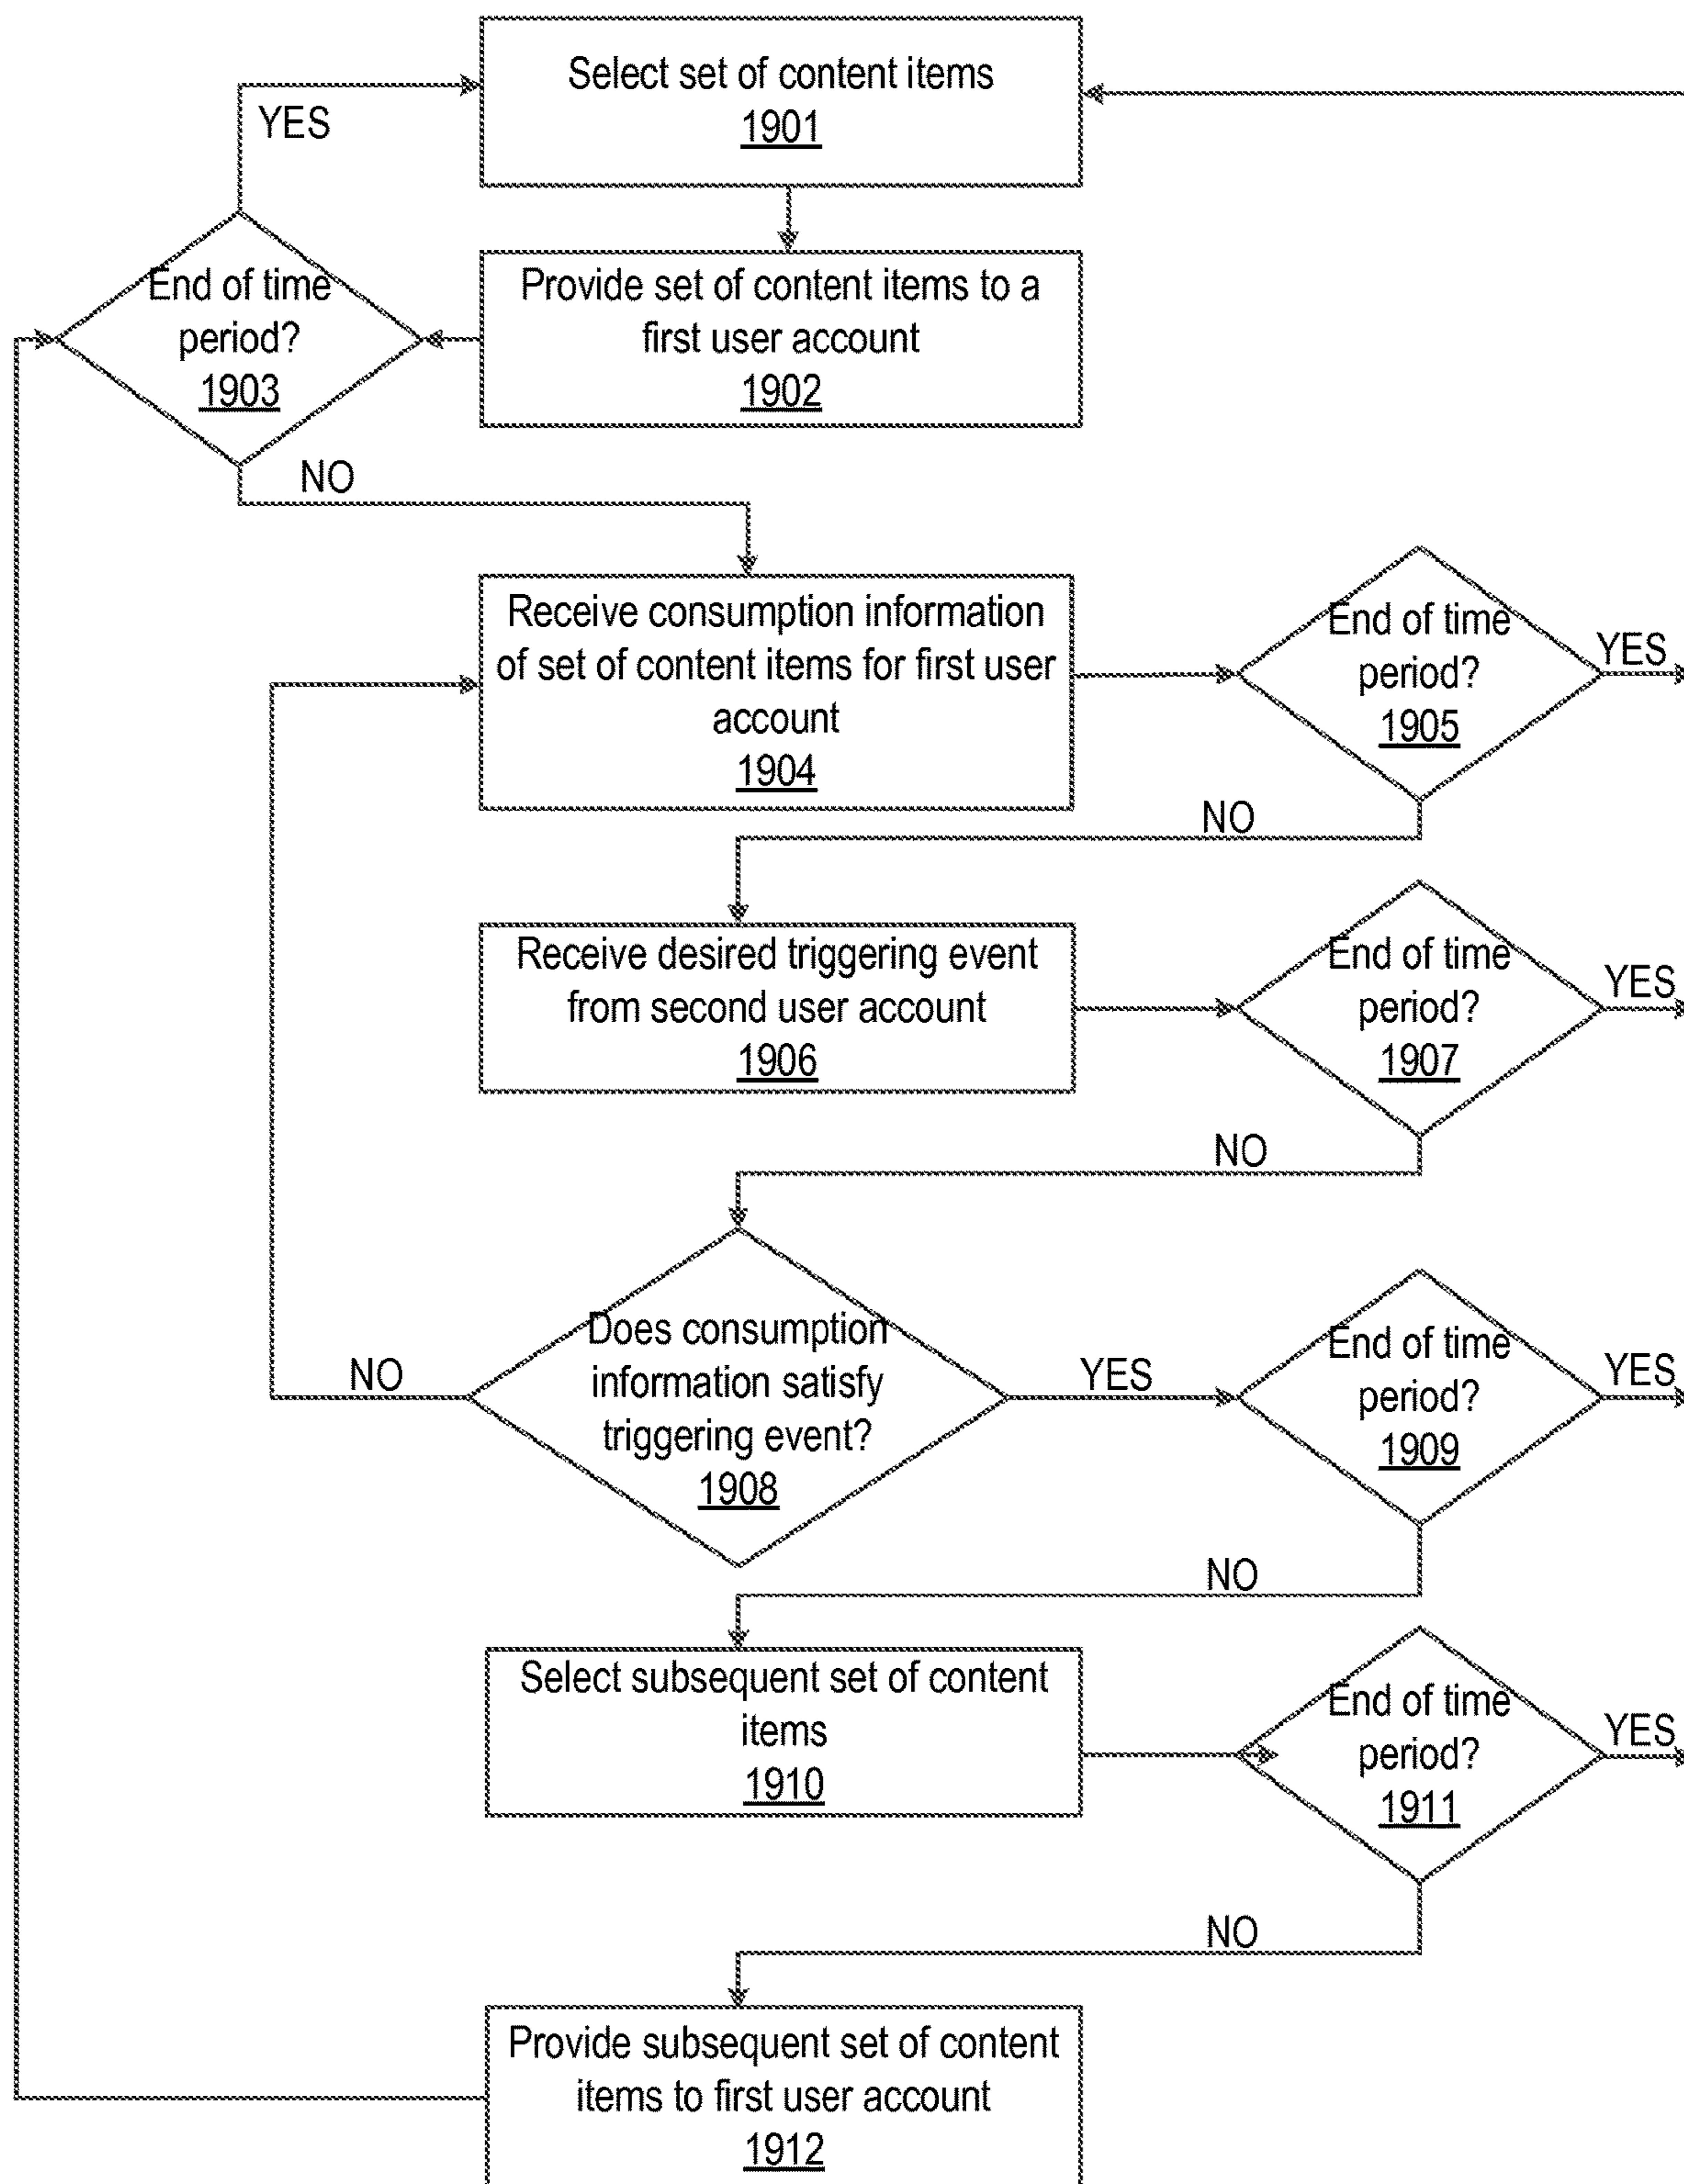 Select set of content items
1901
YES
End of time
period?
1903
Provide set of content items to a
first user account
1902
NO
Receive consumption information
of set of content items for first user
account
1904
End of time
period?
1905
YES
NO
Receive desired triggering event
from second user account
1906
End of time
period?
1907
YES
NO
Does consumption
information satisfy
triggering event?
1908
NO
YES
End of time
period?
1909
YES
NO
Select subsequent set of content
items
1910
End of time
period?
1911
YES
NO
Provide subsequent set of content
items to first user account
1912